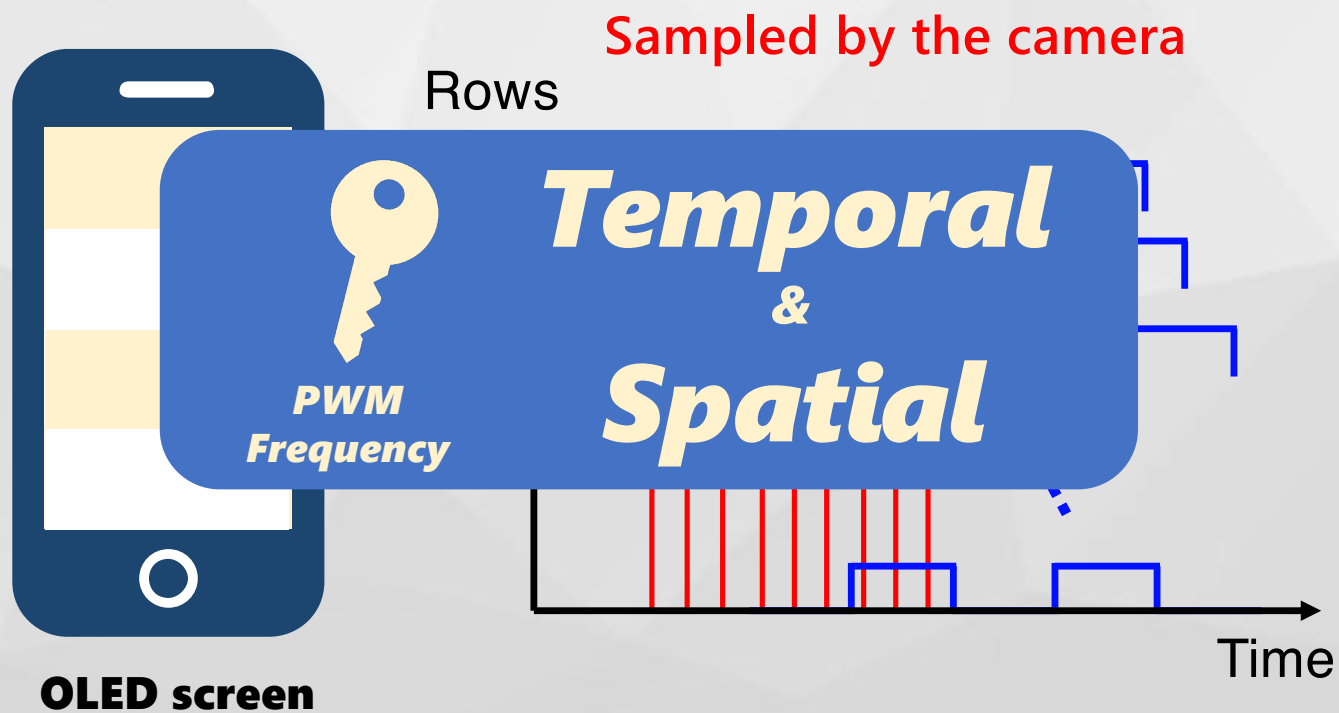 Sampled by the camera
Rows
Temporal
&
Spatial
PWM
Frequency
Time
OLED screen